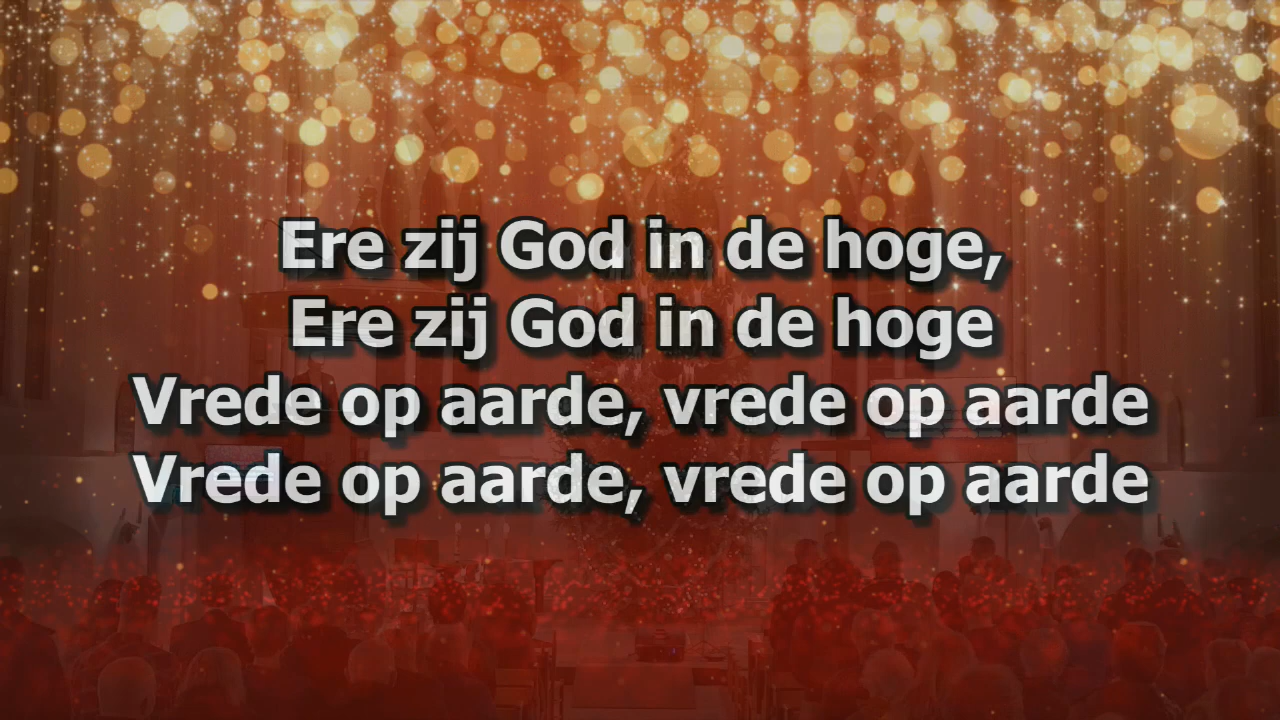 Ere zij God in de hoge,
Ere zij God in de hoge
Vrede op aarde, vrede op aarde
Vrede op aarde, vrede op aarde